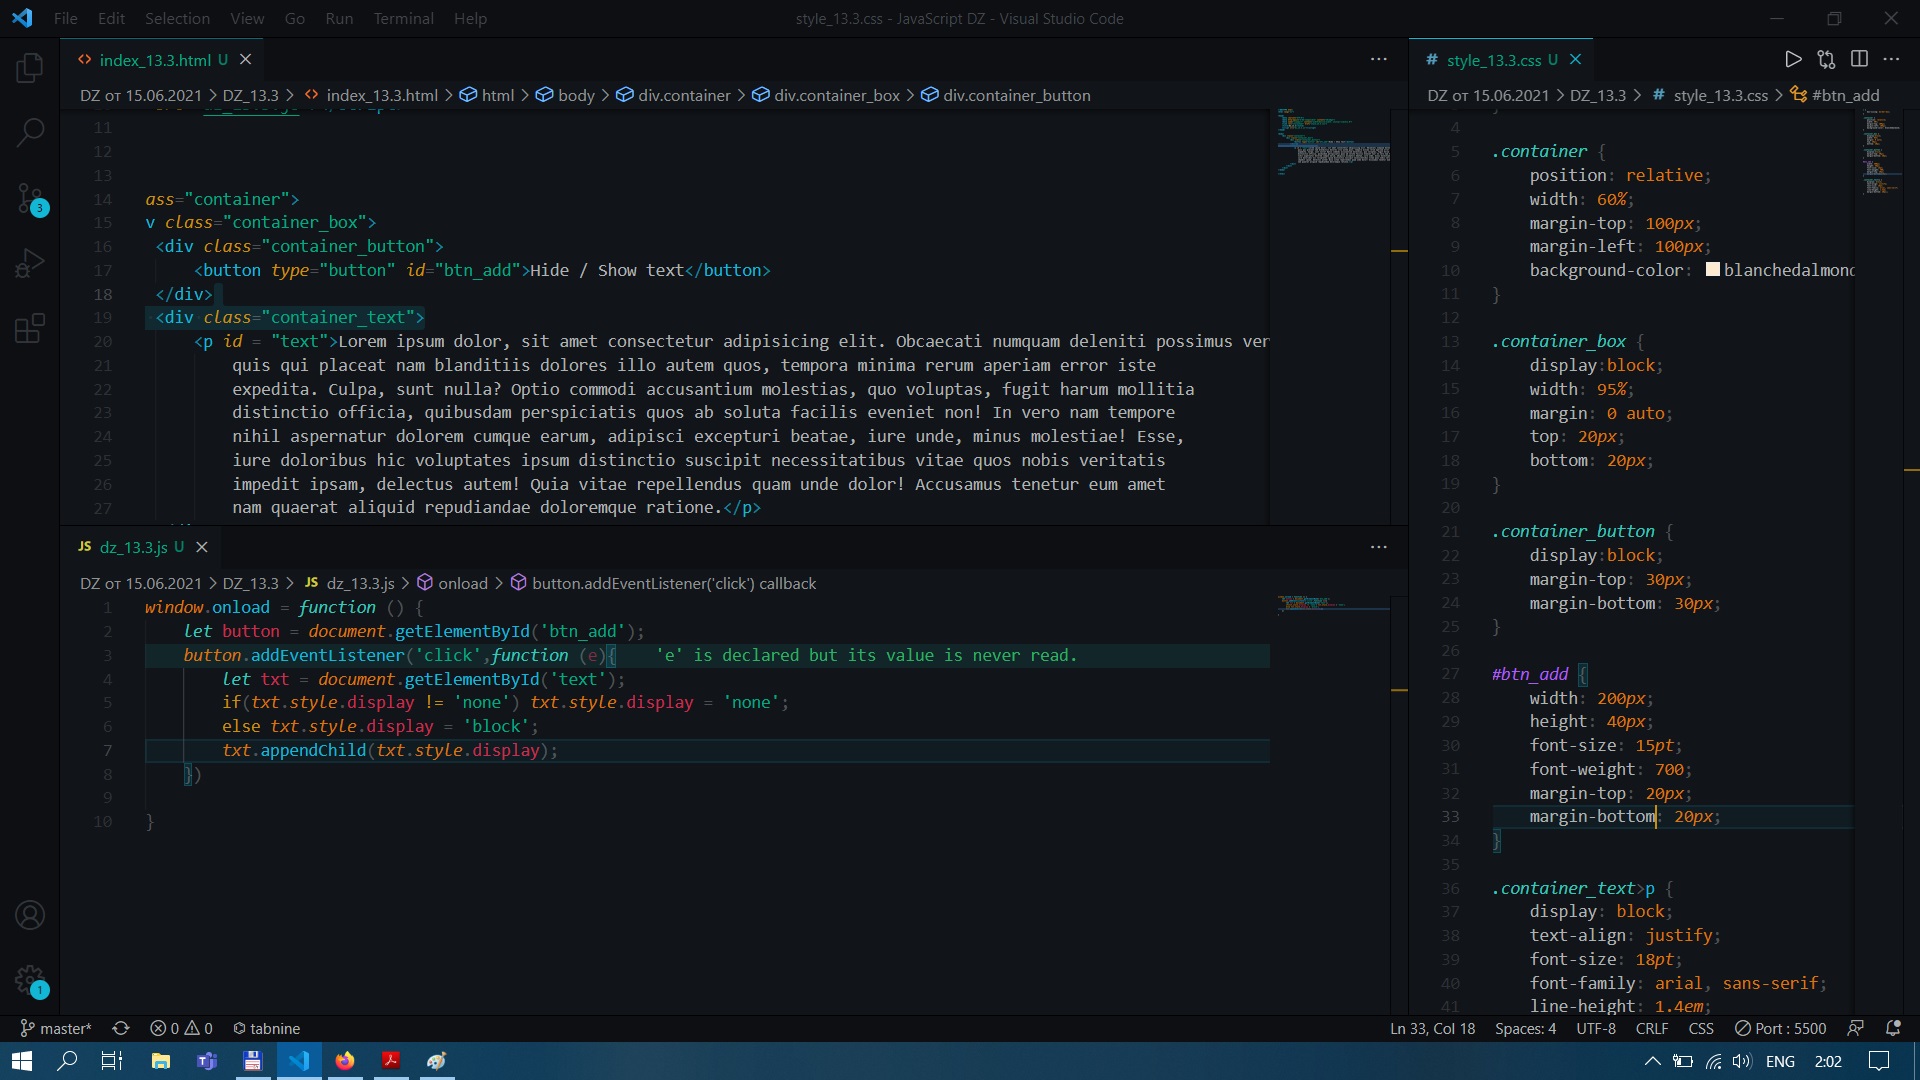 File Edit Selection View Go Run Terminal Help
style_13.3.css - JavaScript DZ - Visual Studio Code
index_13.3.html U
DZ от 15.06.2021 > DZ_13.3 > index_13.3.html > html > body > div.container > div.container_box > div.container_button
11
12
13
14 ass="container">
15 v class="container_box">
16 <div class="container_button">
17 <button type="button" id="btn_add">Hide / Show text</button>
18 </div>
19 <div class="container_text">
20 <p id = "text">Lorem ipsum dolor, sit amet consectetur adipisicing elit. Obcaecati numquam deleniti possimus ver
21 quis qui placeat nam blanditiis dolores illo autem quos, tempora minima rerum aperiam error iste
22 expedita. Culpa, sunt nulla? Optio commodi accusantium molestias, quo voluptas, fugit harum mollitia
23 distinctio officia, quibusdam perspiciatis quos ab soluta facilis eveniet non! In vero nam tempore
24 nihil aspernatur dolorem cumque earum, adipisci excepturi beatae, iure unde, minus molestiae! Esse,
25 iure doloribus hic voluptates ipsum distinctio suscipit necessitatibus vitae quos nobis veritatis
26 impedit ipsam, delectus autem! Quia vitae repellendus quam unde dolor! Accusamus tenetur eum amet
27 nam quaerat aliquid repudiandae doloremque ratione.</p>
JS dz_13.3.js U
DZ от 15.06.2021 > DZ_13.3 > JS dz_13.3.js > onload > button.addEventListener('click') callback
1 window.onload = function () {
2 let button = document.getElementById('btn_add');
3 button.addEventListener('click',function (e){ 'e' is declared but its value is never read.
4 let txt = document.getElementById('text');
5 if(txt.style.display != 'none') txt.style.display = 'none';
6 else txt.style.display = 'block';
7 txt.appendChild(txt.style.display);
8 })
9
10 }
# style_13.3.css U
DZ от 15.06.2021 > DZ_13.3 > # style_13.3.css > #btn_add
4
5 .container {
6 position: relative;
7 width: 60%;
8 margin-top: 100px;
9 margin-left: 100px;
10 background-color: blanchedalmond
11 }
12
13 .container_box {
14 display:block;
15 width: 95%;
16 margin: 0 auto;
17 top: 20px;
18 bottom: 20px;
19 }
20
21 .container_button {
22 display:block;
23 margin-top: 30px;
24 margin-bottom: 30px;
25 }
26
27 #btn_add {
28 width: 200px;
29 height: 40px;
30 font-size: 15pt;
31 font-weight: 700;
32 margin-top: 20px;
33 margin-bottom: 20px;
34 }
35
36 .container_text>p {
37 display: block;
38 text-align: justify;
39 font-size: 18pt;
40 font-family: arial, sans-serif;
41 line-height: 1.4em;
3
1
master* 0 0 tabnine
Ln 33, Col 18 Spaces: 4 UTF-8 CRLF CSS Port : 5500
ENG 2:02